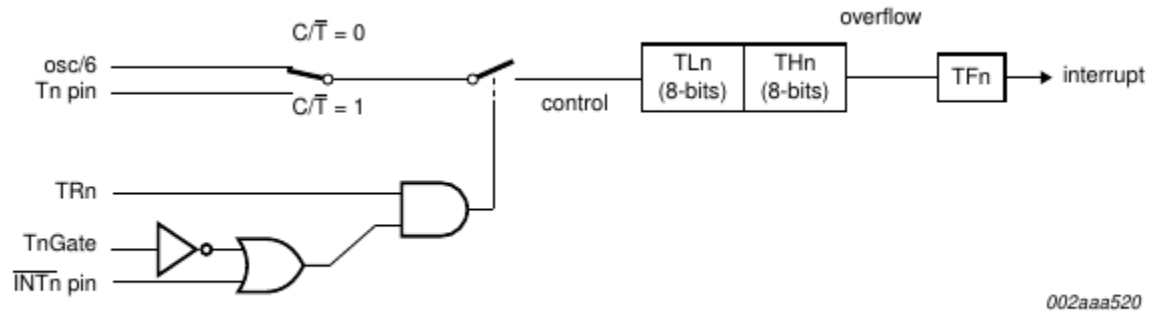 overflow
C/T̅ = 0
osc/6
Tn pin
C/T̅ = 1
TLn
(8-bits)
THn
(8-bits)
TFn
interrupt
control
TRn
TnGate
I̅N̅T̅n pin
002aaa520